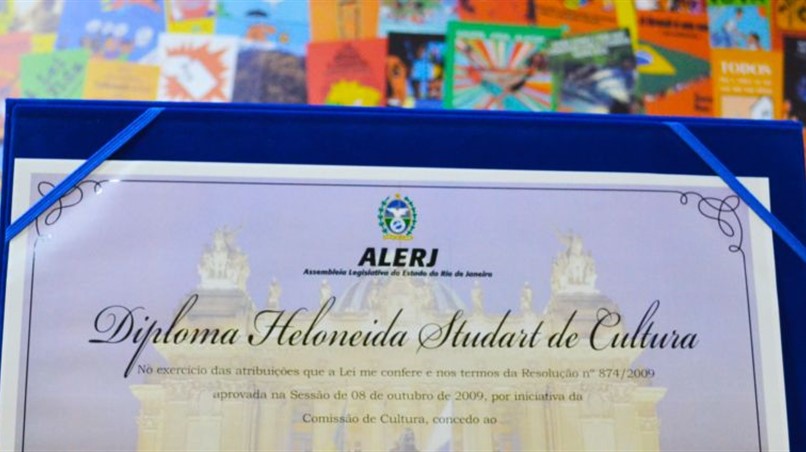 TODOS
ALERJ
Assembleia Legislativa do Estado do Rio de Janeiro
Diploma Heloneida Studart de Cultura
No exercício das atribuições que a Lei me confere e nos termos da Resolução nº 874/2009
aprovada na Sessão de 08 de outubro de 2009, por iniciativa da
Comissão de Cultura, concedo ao